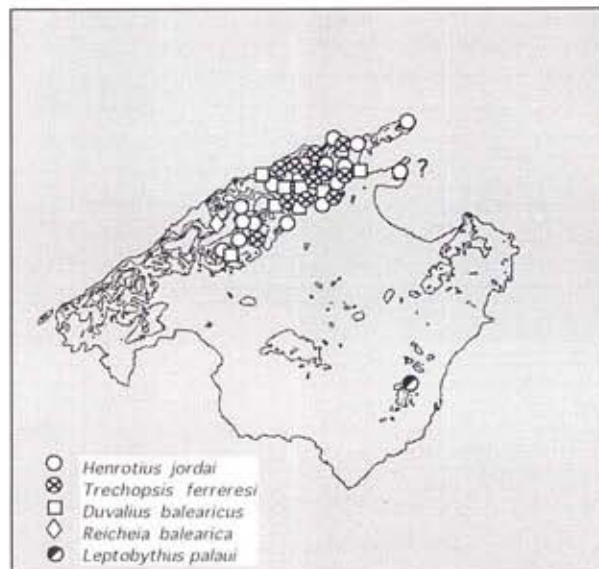 ?
Henrotius jordai
Trechopsis ferreresi
Duvalius balearicus
Reicheia balearica
Leptobythus palaui